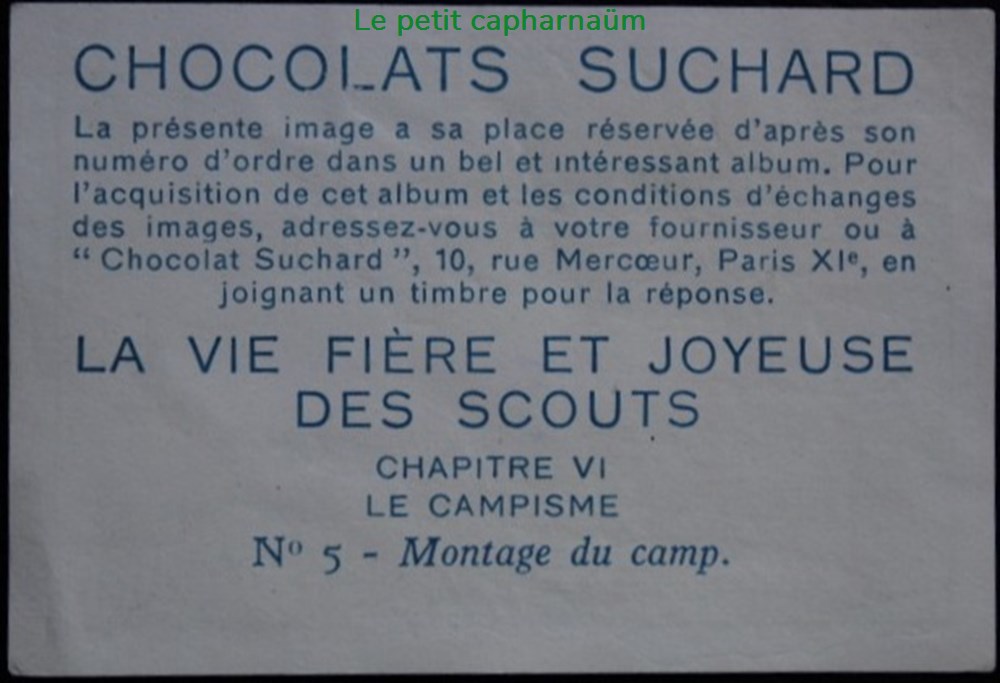 Le petit capharnaüm
CHOCOLATS SUCHARD
La présente image a sa place réservée d'après son
numéro d'ordre dans un bel et intéressant album. Pour
l'acquisition de cet album et les conditions d'échanges
des images, adressez-vous à votre fournisseur ou à
“ Chocolat Suchard ”, 10, rue Mercœur, Paris XIᵉ, en
joignant un timbre pour la réponse.
LA VIE FIÈRE ET JOYEUSE
DES SCOUTS
CHAPITRE VI
LE CAMPISME
Nº 5 - Montage du camp.